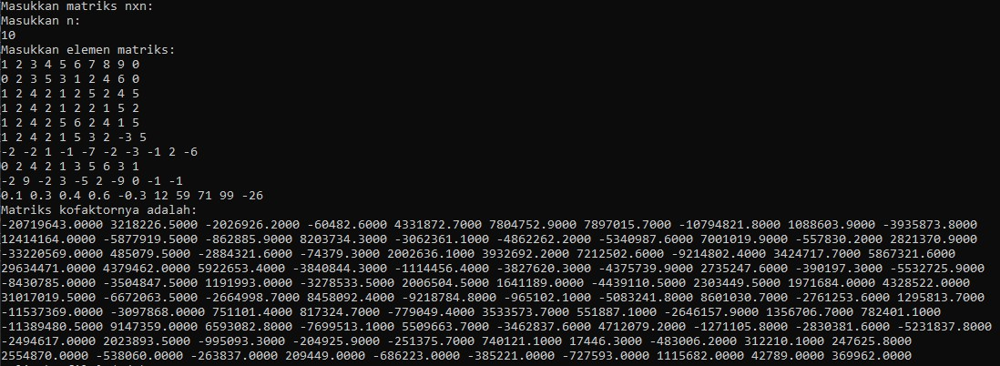 Masukkan matriks nxn:
Masukkan n:
10
Masukkan elemen matriks:
1 2 3 4 5 6 7 8 9 0
0 2 3 5 3 1 2 4 6 0
1 2 4 2 1 2 5 2 4 5
1 2 4 2 1 2 2 1 5 2
1 2 4 2 5 6 2 4 1 5
1 2 4 2 1 5 3 2 -3 5
-2 -2 1 -1 -7 -2 -3 -1 2 -6
0 2 4 2 1 3 5 6 3 1
-2 9 -2 3 -5 2 -9 0 -1 -1
0.1 0.3 0.4 0.6 -0.3 12 59 71 99 -26
Matriks kofaktornya adalah:
-20719643.0000 3218226.5000 -2026926.2000 -60482.6000 4331872.7000 7804752.9000 7897015.7000 -10794821.8000 1088603.9000 -3935873.8000
12414164.0000 -5877919.5000 -862885.9000 8203734.3000 -3062361.1000 -4862262.2000 -5340987.6000 7001019.9000 -557830.2000 2821370.9000
-33220569.0000 485079.5000 -2884321.6000 -74379.3000 2002636.1000 3932692.2000 7212502.6000 -9214802.4000 3424717.7000 5867321.6000
29634471.0000 4379462.0000 5922653.4000 -3840844.3000 -1114456.4000 -3827620.3000 -4375739.9000 2735247.6000 -390197.3000 -5532725.9000
-8430785.0000 -3504847.5000 1191993.0000 -3278533.5000 2006504.5000 1641189.0000 -4439110.5000 2303449.5000 1971684.0000 4328522.0000
31017019.5000 -6672063.5000 -2664998.7000 8458092.4000 -9218784.8000 -965102.1000 -5083241.8000 8601030.7000 -2761253.6000 1295813.7000
-11537369.0000 -3097868.0000 751101.4000 817324.7000 -779049.4000 3533573.7000 551887.1000 -2646157.9000 1356706.7000 782401.1000
-11389480.5000 9147359.0000 6593082.8000 -7699513.1000 5509663.7000 -3462837.6000 4712079.2000 -1271105.8000 -2830381.6000 -5231837.8000
-2494617.0000 2023893.5000 -995093.3000 -204925.9000 -251375.7000 740121.1000 17446.3000 -483006.2000 312210.1000 247625.8000
2554870.0000 -538060.0000 -263837.0000 209449.0000 -686223.0000 -385221.0000 -727593.0000 1115682.0000 42789.0000 369962.0000